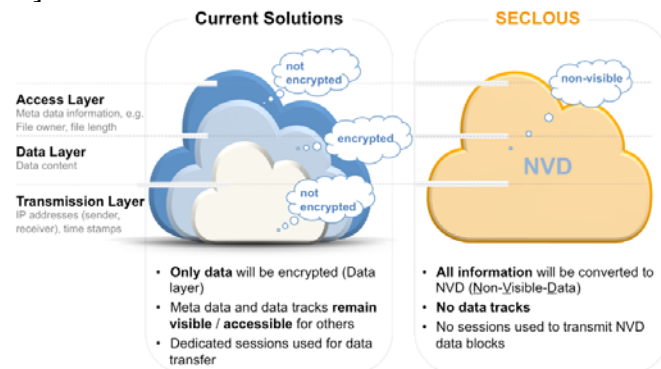 Current Solutions
SECLOUS
not
encrypted
non-visible
Access Layer
Meta data information, e.g.
File owner, file length
encrypted
Data Layer
Data content
NVD
Transmission Layer
IP addresses (sender,
receiver), time stamps
not
encrypted
• Only data will be encrypted (Data
layer)
• Meta data and data tracks remain
visible / accessible for others
• Dedicated sessions used for data
transfer
• All information will be converted to
NVD (Non-Visible-Data)
• No data tracks
• No sessions used to transmit NVD
data blocks